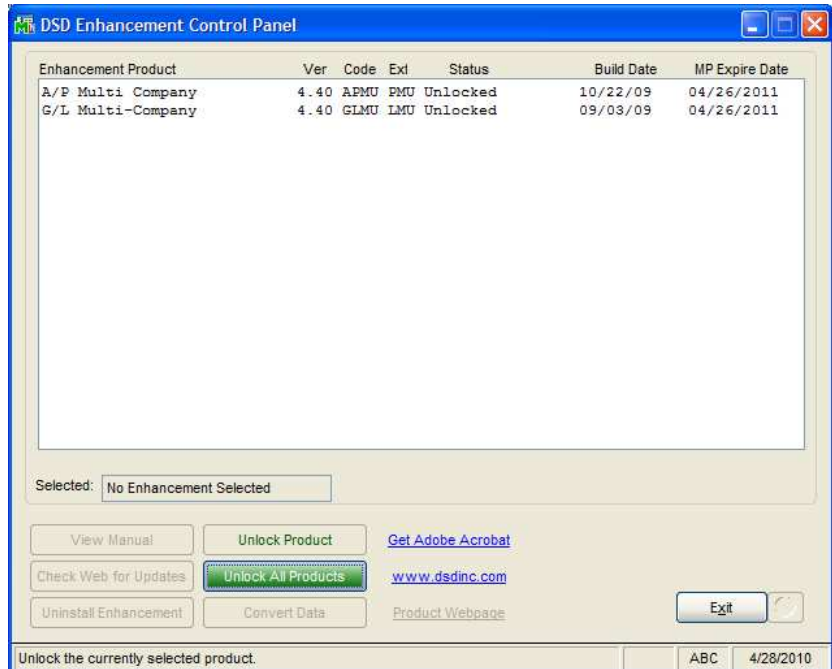 DSD Enhancement Control Panel
Enhancement Product Ver Code Ext Status Build Date MP Expire Date
A/P Multi Company 4.40 APMU PMU Unlocked 10/22/09 04/26/2011
G/L Multi-Company 4.40 GLMU LMU Unlocked 09/03/09 04/26/2011
Selected: No Enhancement Selected
View Manual Unlock Product Get Adobe Acrobat
Check Web for Updates Unlock All Products www.dsdinc.com
Uninstall Enhancement Convert Data Product Webpage Exit
Unlock the currently selected product. ABC 4/28/2010